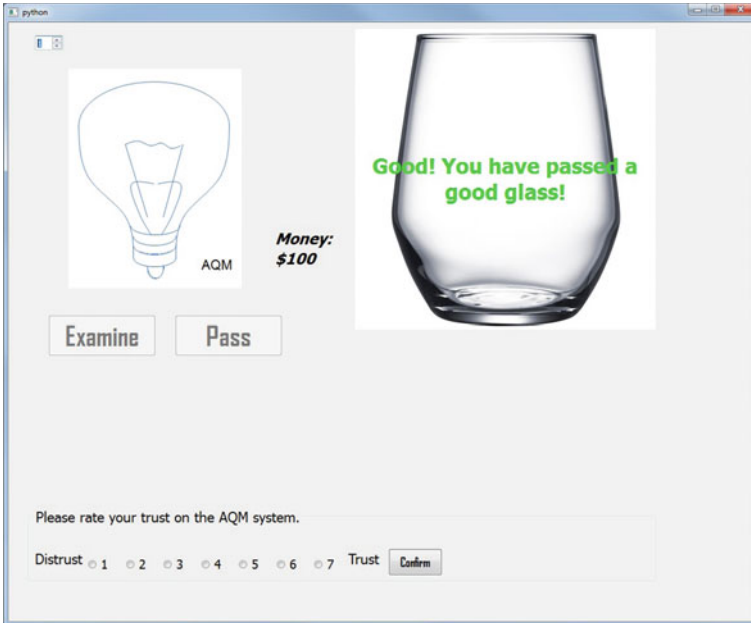 python
AQM
Money:
$100
Good! You have passed a
good glass!
Examine
Pass
Please rate your trust on the AQM system.
Distrust 1 2 3 4 5 6 7 Trust Confirm